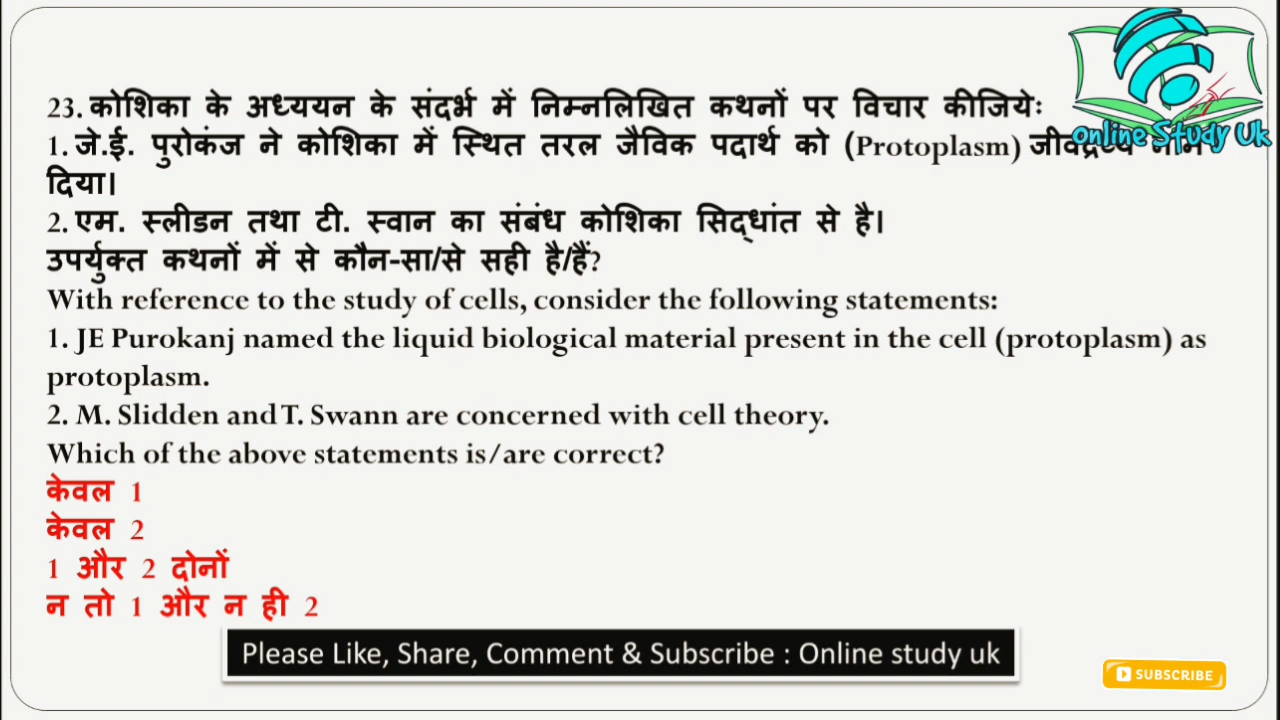 23. कोशिका के अध्ययन के संदर्भ में निम्नलिखित कथनों पर विचार कीजियेः
1. जे.ई. पुरोकंज ने कोशिका में स्थित तरल जैविक पदार्थ को (Protoplasm) जीवद्रव्य नाम
दिया।
2. एम. स्लीडन तथा टी. स्वान का संबंध कोशिका सिद्धांत से है।
उपर्युक्त कथनों में से कौन-सा/से सही है/हैं?
With reference to the study of cells, consider the following statements:
1. JE Purokanj named the liquid biological material present in the cell (protoplasm) as
protoplasm.
2. M. Slidden and T. Swann are concerned with cell theory.
Which of the above statements is/are correct?
केवल 1
केवल 2
1 और 2 दोनों
न तो 1 और न ही 2
Please Like, Share, Comment & Subscribe : Online study uk
Online Study Uk
SUBSCRIBE